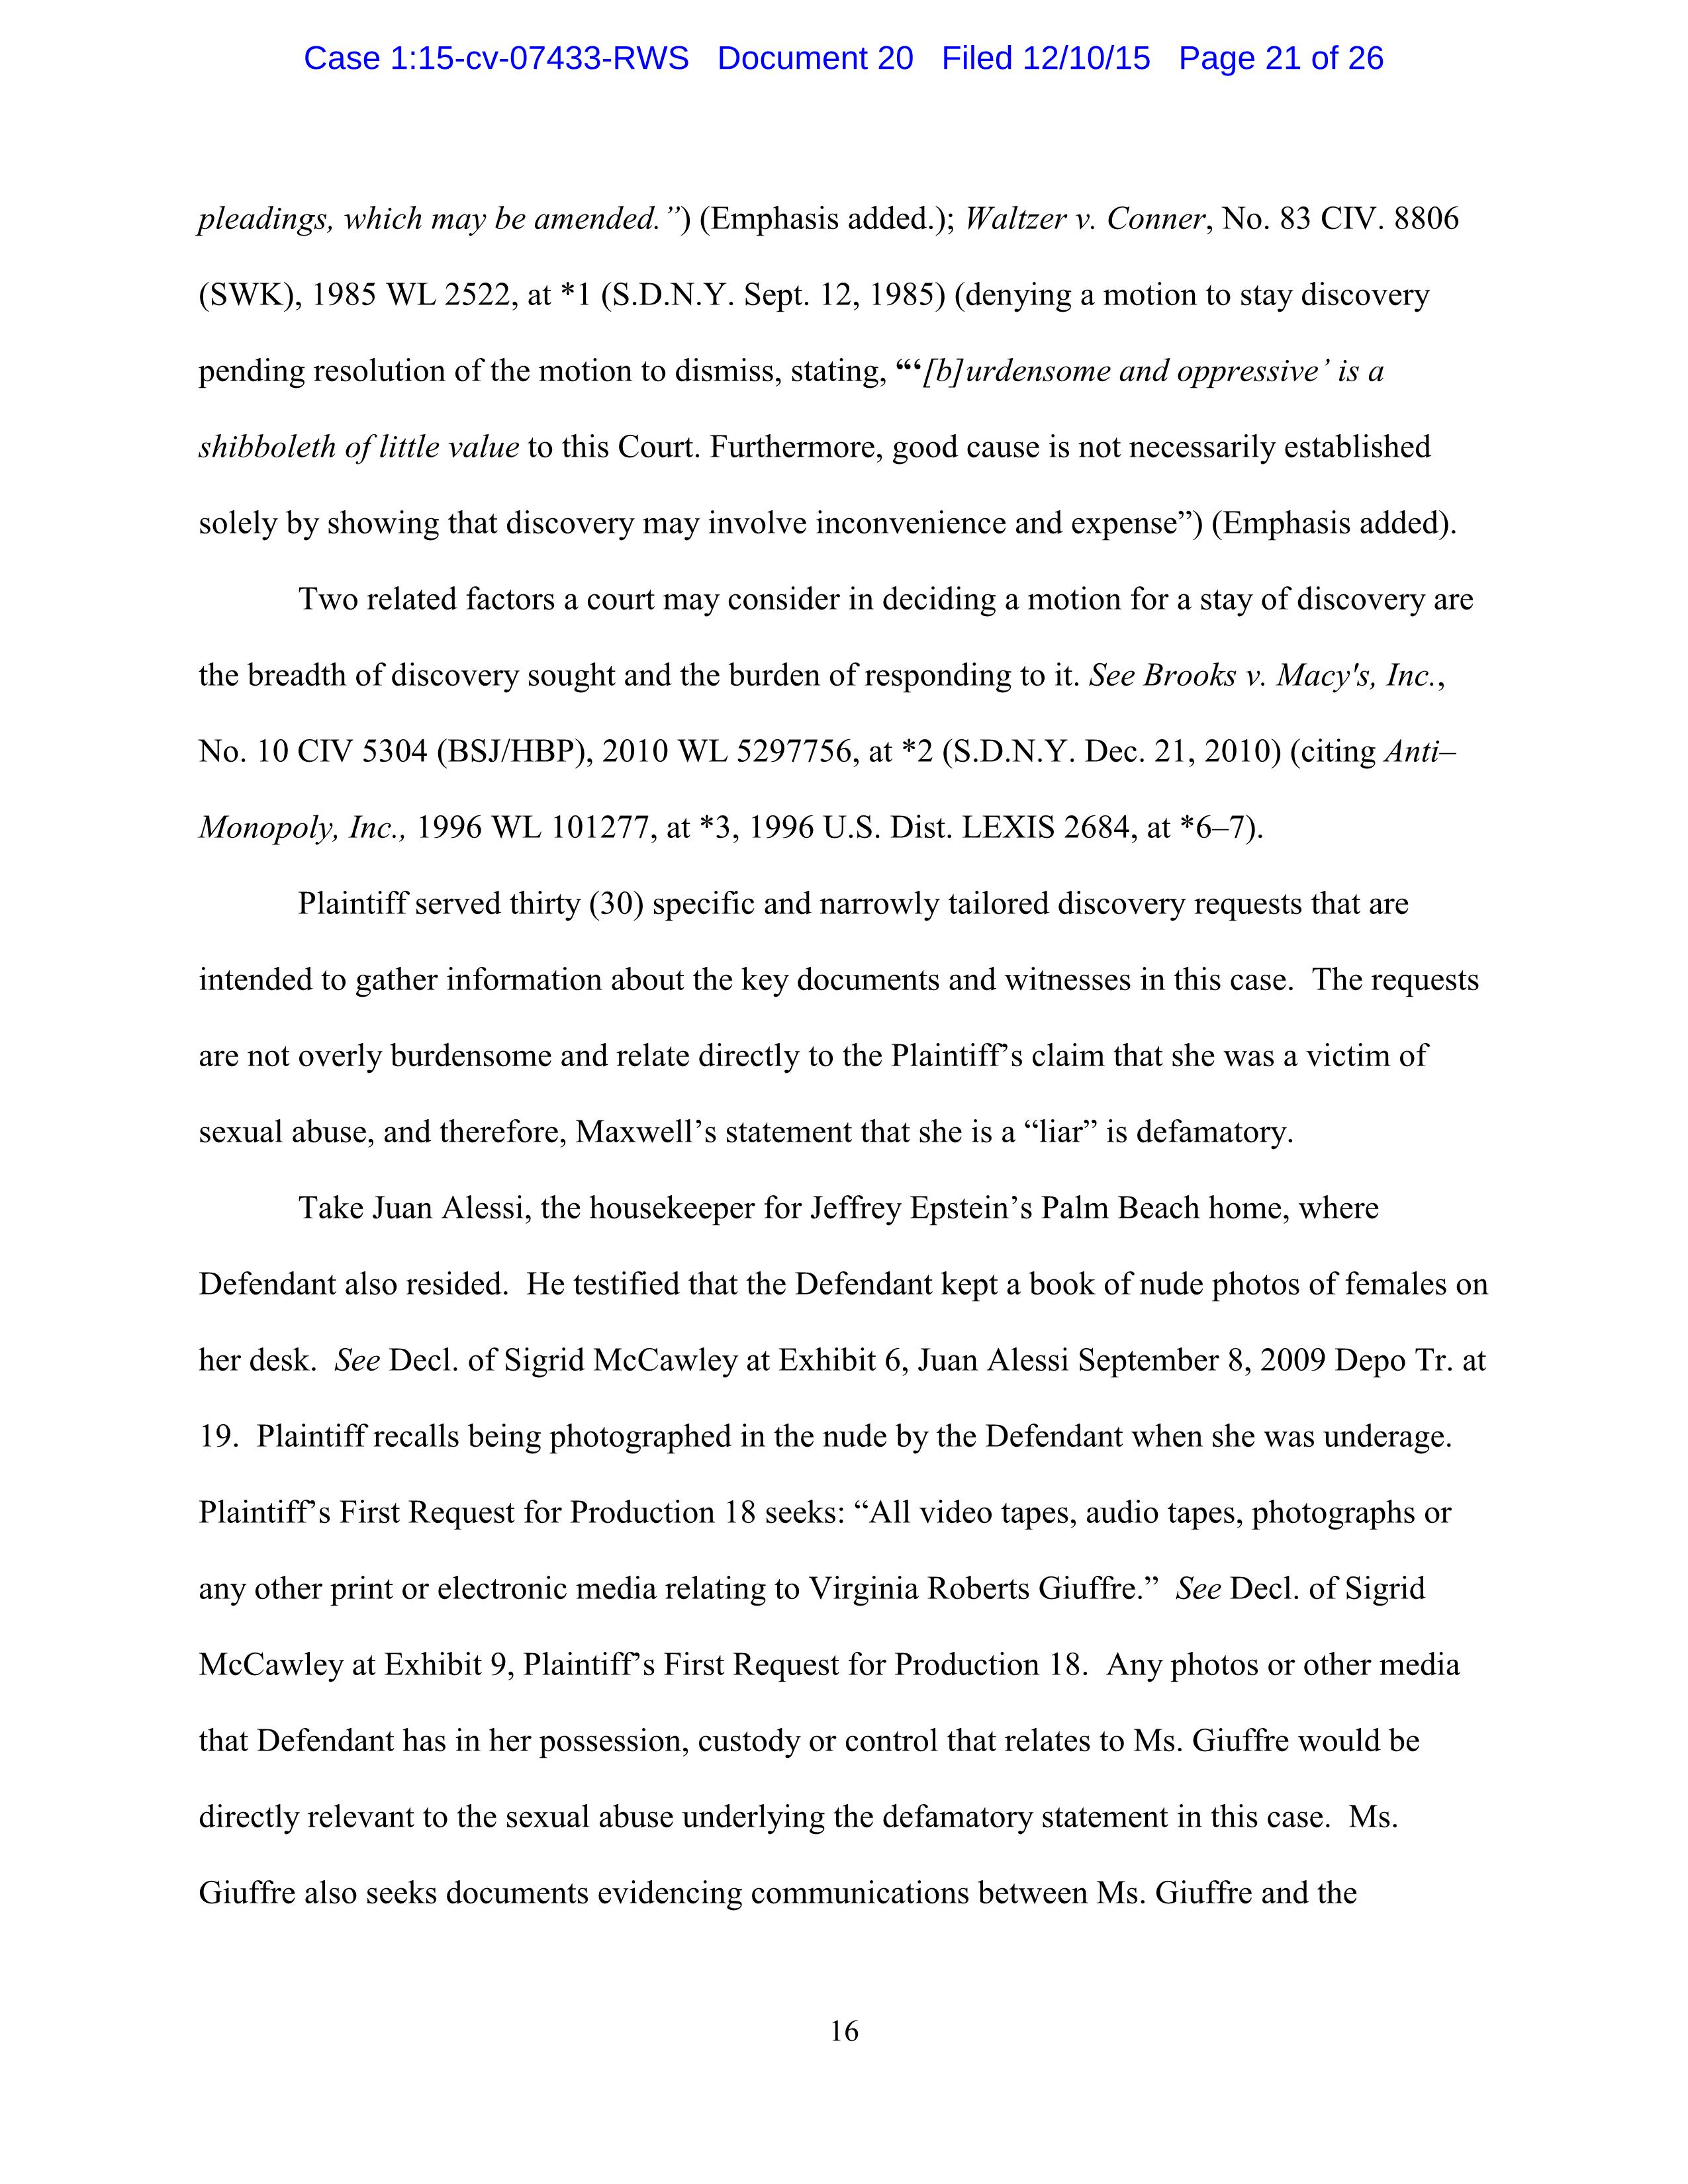 Case 1:15-cv-07433-RWS Document 20 Filed 12/10/15 Page 21 of 26
pleadings, which may be amended.”) (Emphasis added.); Waltzer v. Conner, No. 83 CIV. 8806
(SWK), 1985 WL 2522, at *1 (S.D.N.Y. Sept. 12, 1985) (denying a motion to stay discovery
pending resolution of the motion to dismiss, stating, “‘[b]urdensome and oppressive’ is a
shibboleth of little value to this Court. Furthermore, good cause is not necessarily established
solely by showing that discovery may involve inconvenience and expense”) (Emphasis added).
Two related factors a court may consider in deciding a motion for a stay of discovery are
the breadth of discovery sought and the burden of responding to it. See Brooks v. Macy's, Inc.,
No. 10 CIV 5304 (BSJ/HBP), 2010 WL 5297756, at *2 (S.D.N.Y. Dec. 21, 2010) (citing Anti–
Monopoly, Inc., 1996 WL 101277, at *3, 1996 U.S. Dist. LEXIS 2684, at *6–7).
Plaintiff served thirty (30) specific and narrowly tailored discovery requests that are
intended to gather information about the key documents and witnesses in this case. The requests
are not overly burdensome and relate directly to the Plaintiff’s claim that she was a victim of
sexual abuse, and therefore, Maxwell’s statement that she is a “liar” is defamatory.
Take Juan Alessi, the housekeeper for Jeffrey Epstein’s Palm Beach home, where
Defendant also resided. He testified that the Defendant kept a book of nude photos of females on
her desk. See Decl. of Sigrid McCawley at Exhibit 6, Juan Alessi September 8, 2009 Depo Tr. at
19. Plaintiff recalls being photographed in the nude by the Defendant when she was underage.
Plaintiff’s First Request for Production 18 seeks: “All video tapes, audio tapes, photographs or
any other print or electronic media relating to Virginia Roberts Giuffre.” See Decl. of Sigrid
McCawley at Exhibit 9, Plaintiff’s First Request for Production 18. Any photos or other media
that Defendant has in her possession, custody or control that relates to Ms. Giuffre would be
directly relevant to the sexual abuse underlying the defamatory statement in this case. Ms.
Giuffre also seeks documents evidencing communications between Ms. Giuffre and the
16